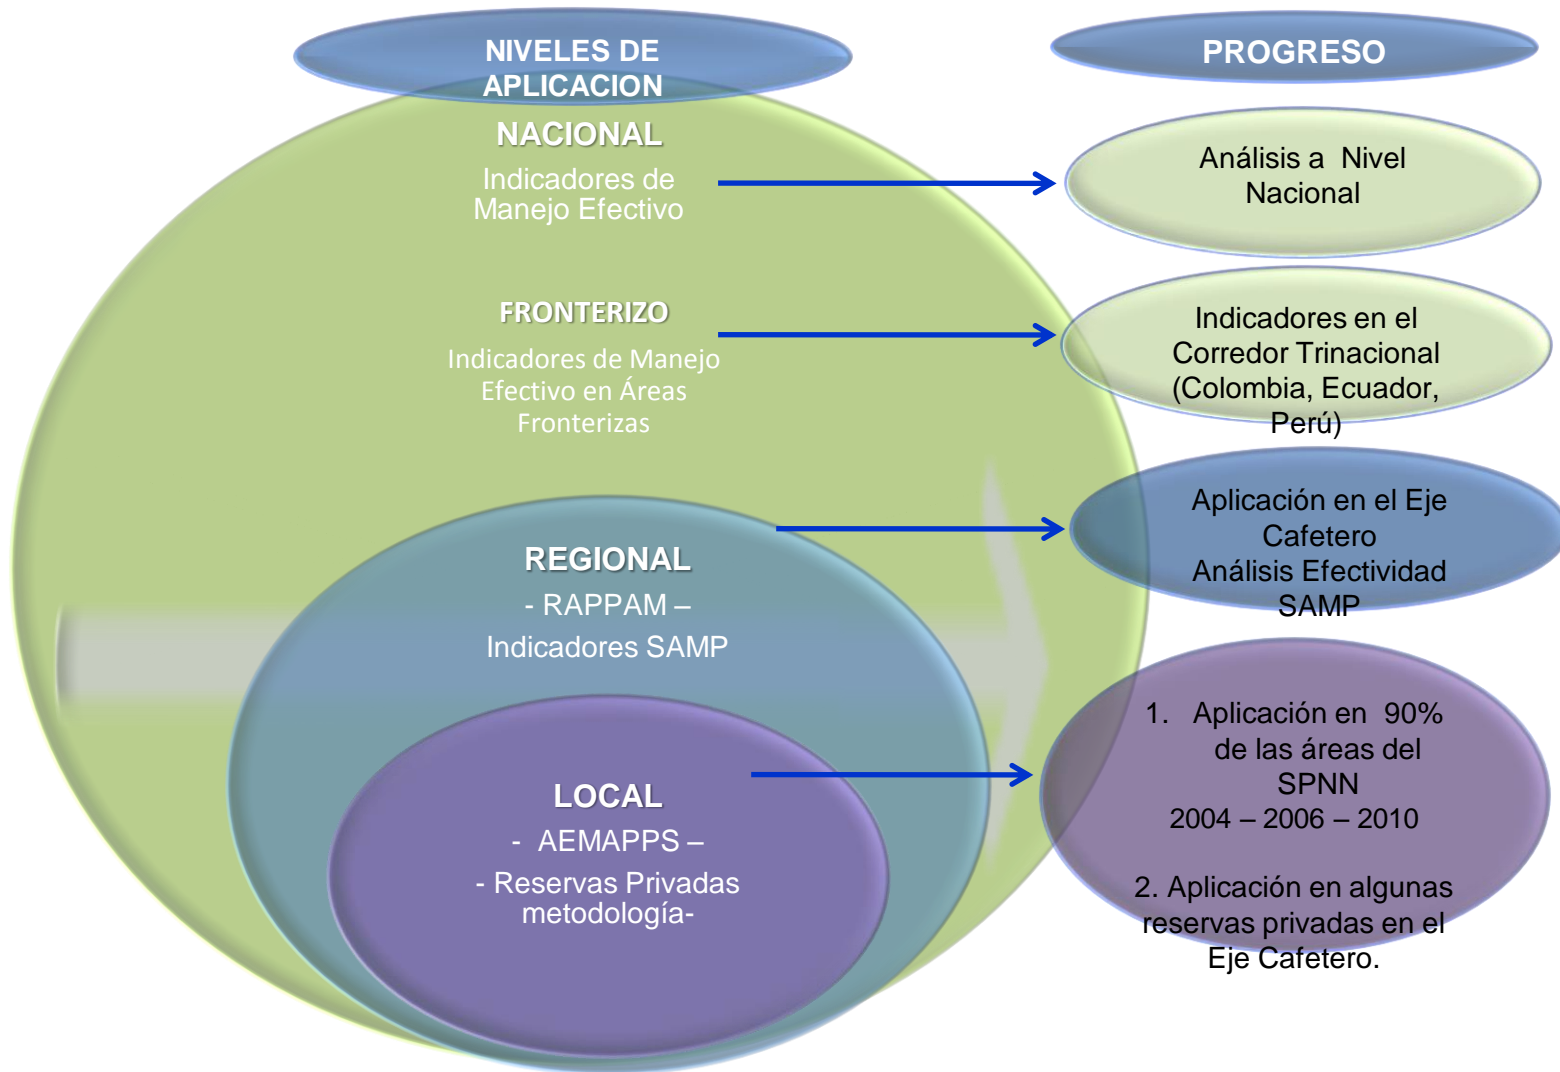 NIVELES DE
APLICACION
NACIONAL
Indicadores de
Manejo Efectivo
FRONTERIZO
Indicadores de Manejo
Efectivo en Áreas
Fronterizas
REGIONAL
- RAPPAM –
Indicadores SAMP
LOCAL
- AEMAPPS –
- Reservas Privadas
metodología-
PROGRESO
Análisis a Nivel
Nacional
Indicadores en el
Corredor Trinacional
(Colombia, Ecuador,
Perú)
Aplicación en el Eje
Cafetero
Análisis Efectividad
SAMP
1. Aplicación en 90%
de las áreas del
SPNN
2004 – 2006 – 2010
2. Aplicación en algunas
reservas privadas en el
Eje Cafetero.